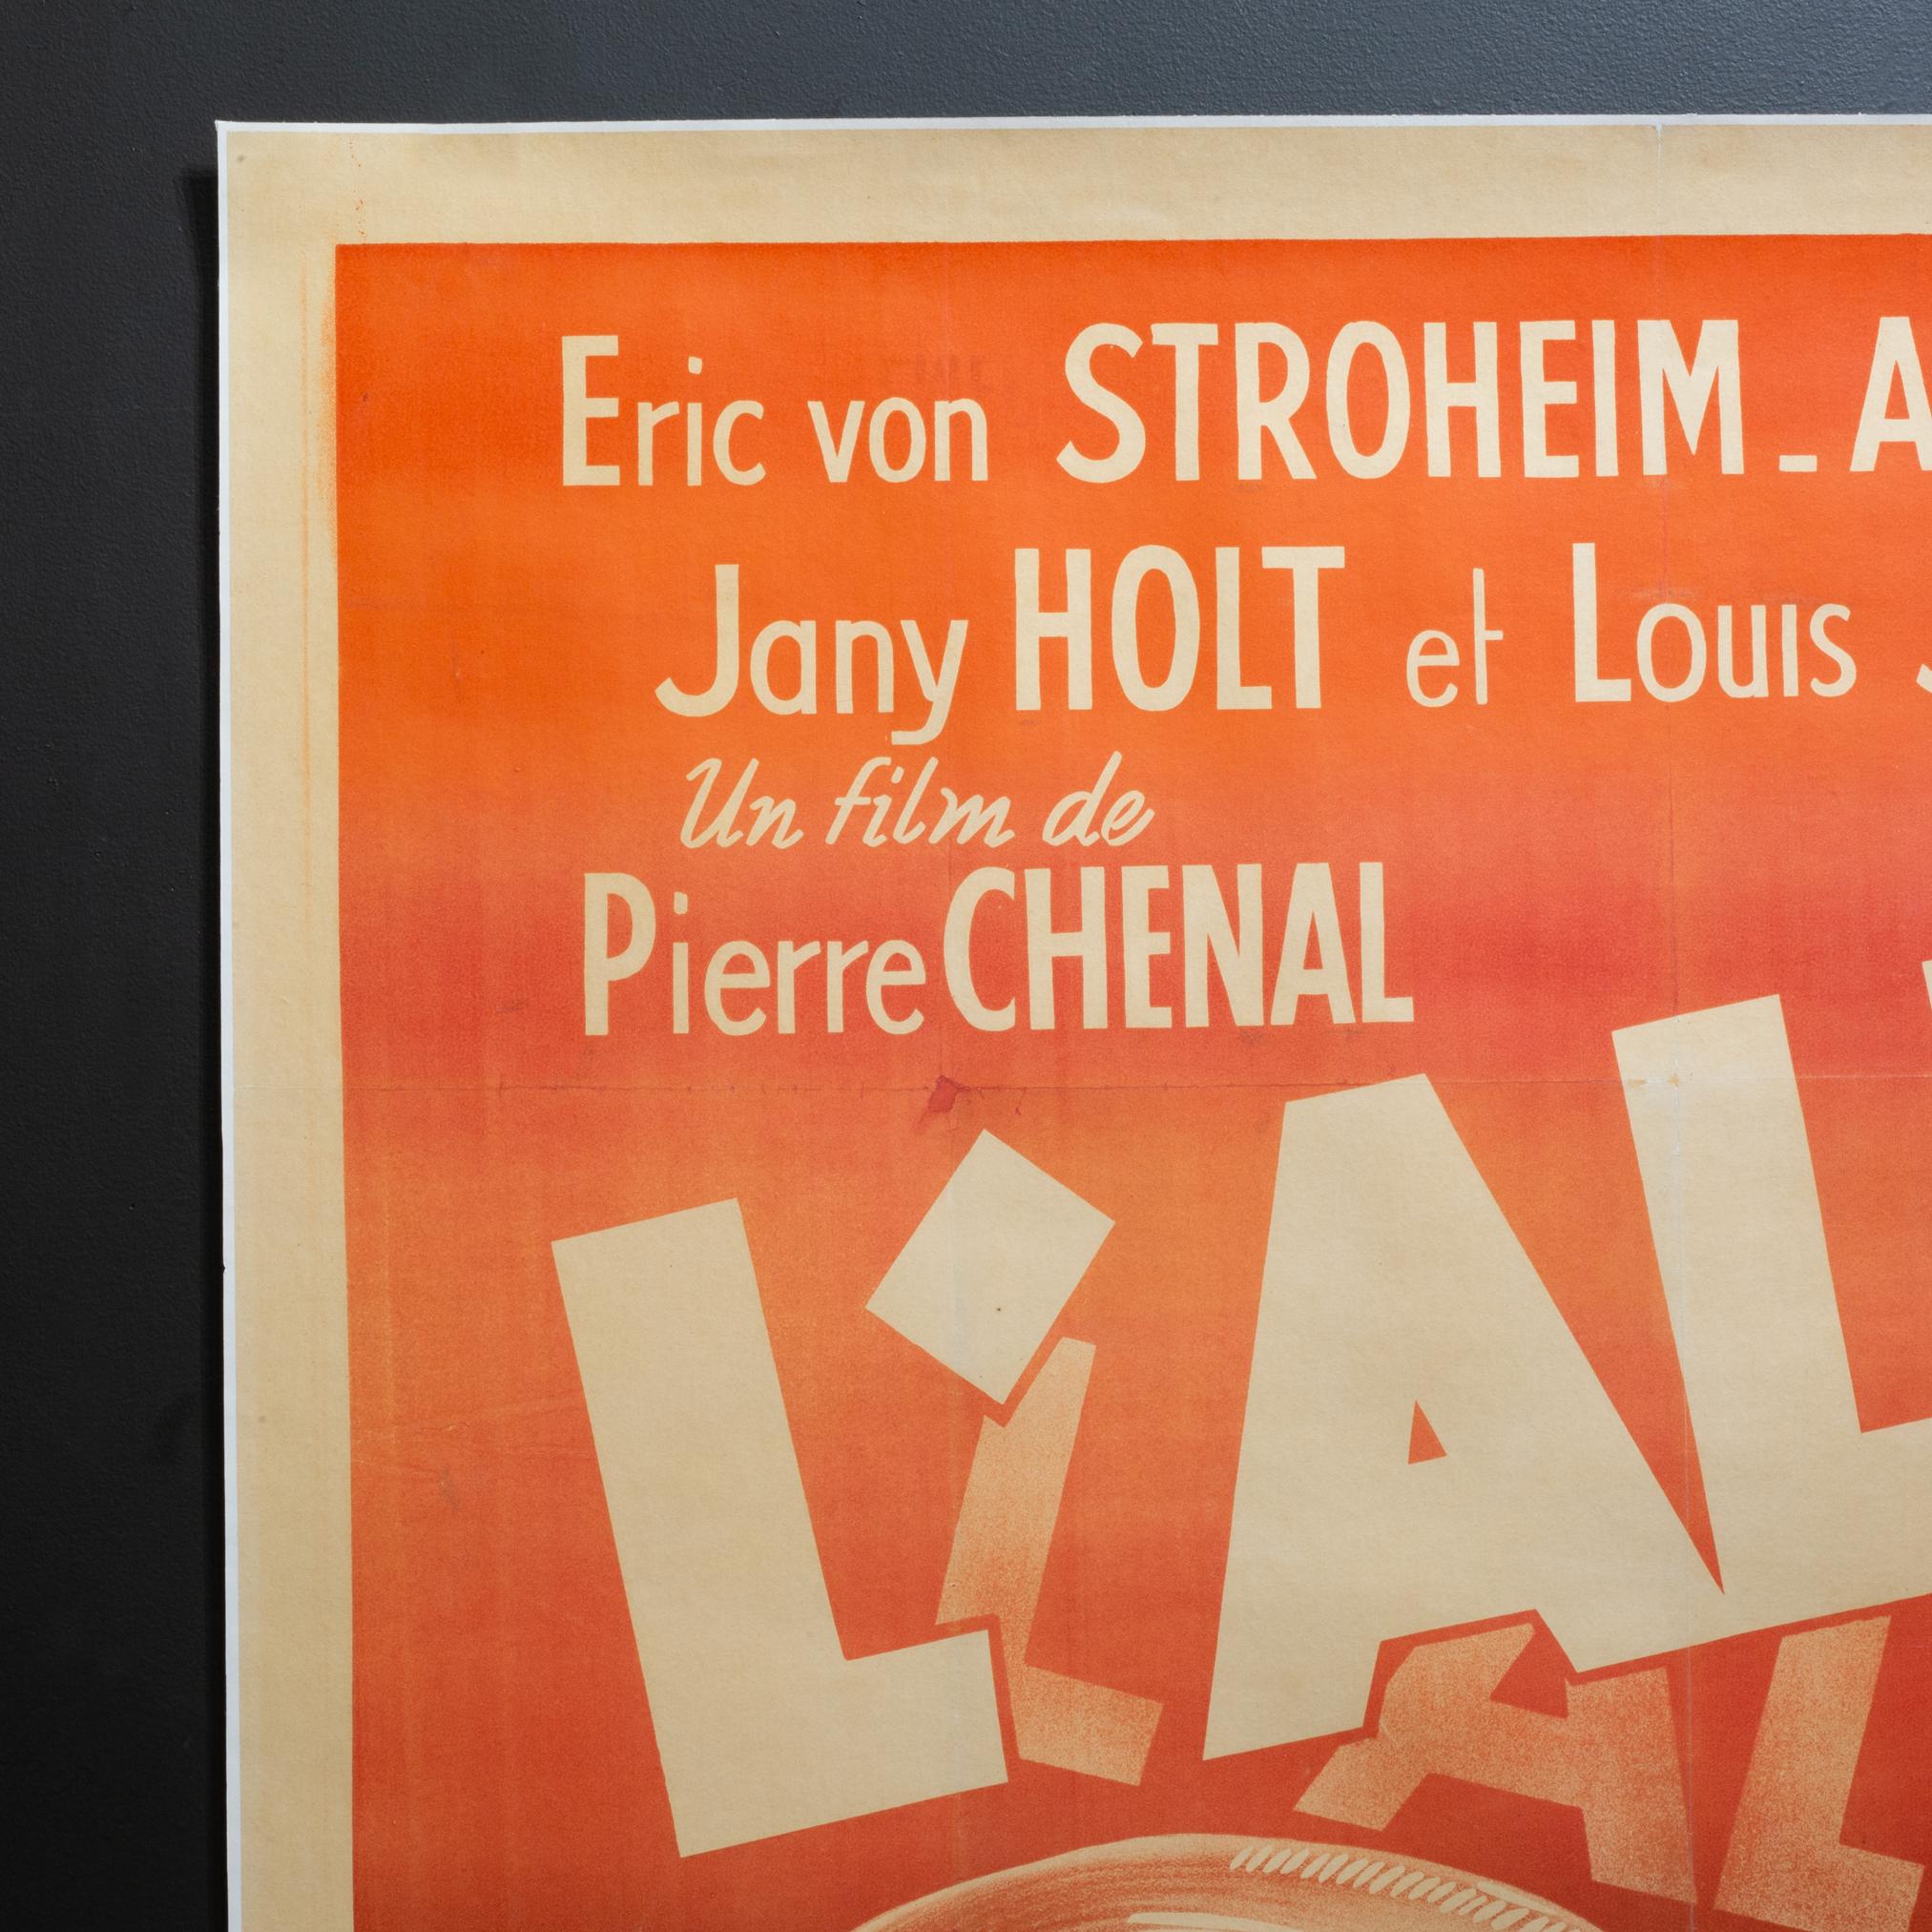 Eric von STROHEIM - A
Jany HOLT et Louis
Un film de
Pierre CHENAL
L'AL